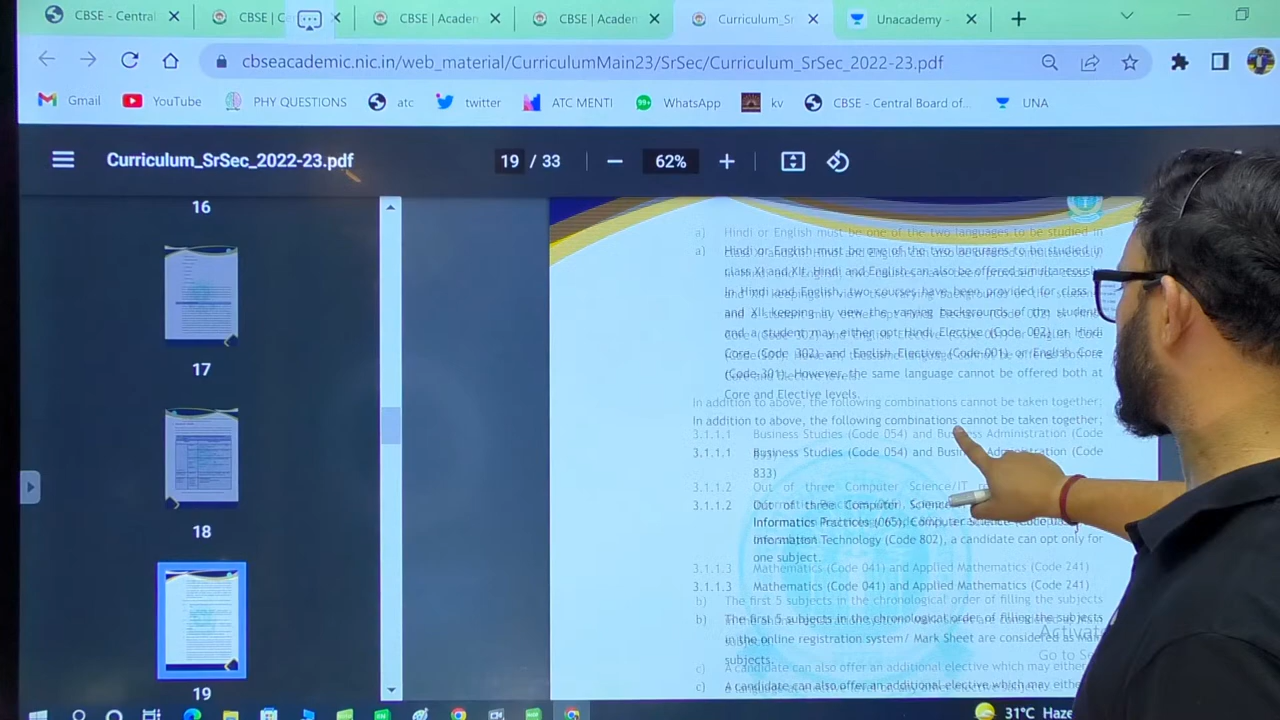 CBSE - Central
CBSE | C
CBSE | Academ
CBSE | Academ
Curriculum_Sr
Unacademy -
cbseacademic.nic.in/web_material/CurriculumMain23/SrSec/Curriculum_SrSec_2022-23.pdf
Gmail
YouTube
PHY QUESTIONS
atc
twitter
ATC MENTI
99+
WhatsApp
kv
CBSE - Central Board of...
UNA
Curriculum_SrSec_2022-23.pdf
19 / 33
62%
16
17
18
19
a) Hindi or English must be one of the two languages to be studied in
class XI and XII. Hindi and English can also be offered simultaneously
In Hindi and English, two courses have been provided for class
and XII keeping in view the varying backgrounds of the students
and a student may either opt Hindi Elective (Code 002) or Hindi
Core (Code 302) and English Elective (Code 001) or English Core
(Code 301). However, the same language cannot be offered both at
Core and Elective levels.
In addition to above, the following combinations cannot be taken together;
3.1.1.1 Business Studies (Code 054) and Business Administration (Code
833)
3.1.1.2 Out of three Computer Science
Informatics Practices (065), Computer Science
Information Technology (Code 802), a candidate can opt only for
one subject.
3.1.1.3 Mathematics (Code 041) and Applied Mathematics (Code 241)
b) The first 5 subjects in the chronological order of filling the subjects
in the online registration system / Mark Sheet are considered as main
subjects.
c) A candidate can also offer an additional elective which may either
Go to Se
31°C Haze